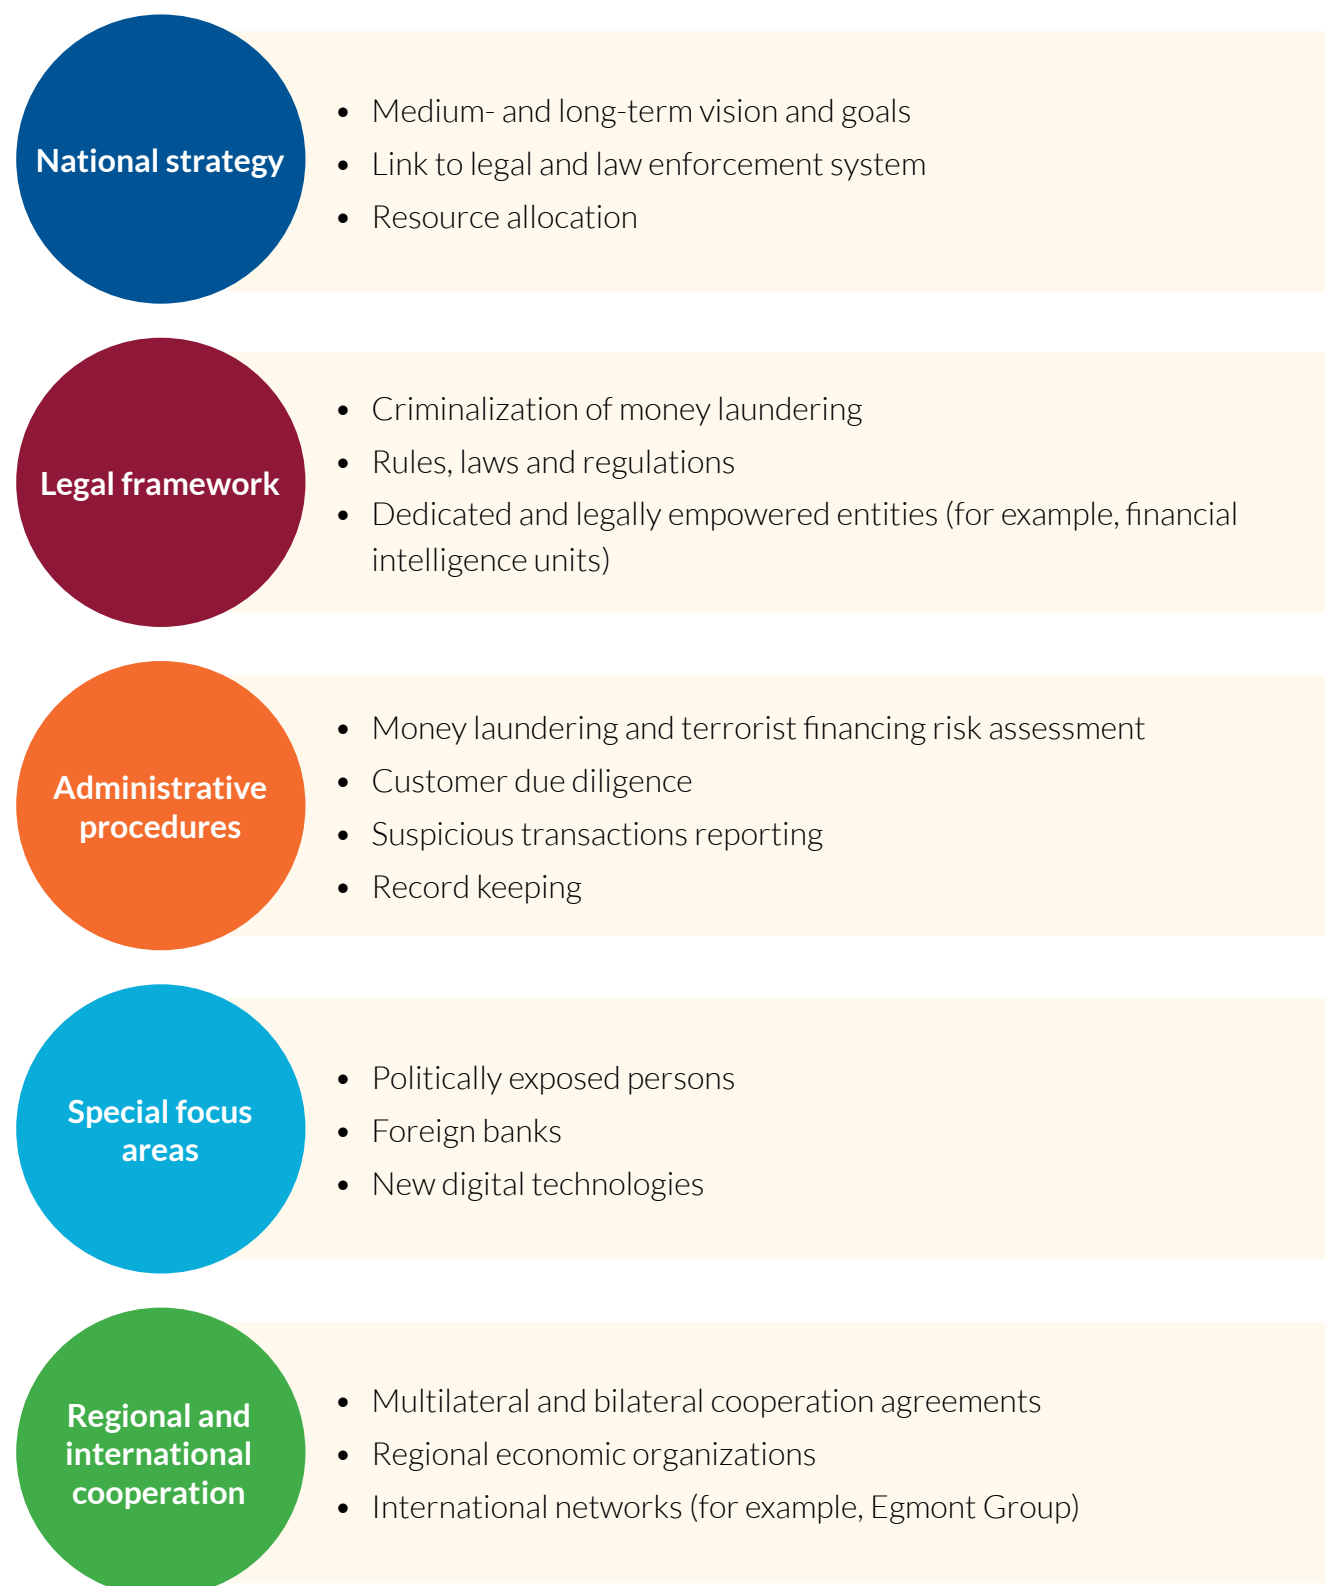 National strategy
• Medium- and long-term vision and goals
• Link to legal and law enforcement system
• Resource allocation
Legal framework
• Criminalization of money laundering
• Rules, laws and regulations
• Dedicated and legally empowered entities (for example, financial
intelligence units)
Administrative
procedures
• Money laundering and terrorist financing risk assessment
• Customer due diligence
• Suspicious transactions reporting
• Record keeping
Special focus
areas
• Politically exposed persons
• Foreign banks
• New digital technologies
Regional and
international
cooperation
• Multilateral and bilateral cooperation agreements
• Regional economic organizations
• International networks (for example, Egmont Group)